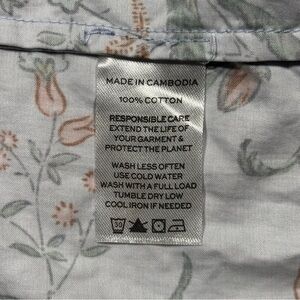 MADE IN CAMBODIA
100% COTTON
RESPONSIBLE CARE
EXTEND THE LIFE OF
YOUR GARMENT &
PROTECT THE PLANET
WASH LESS OFTEN
USE COLD WATER
WASH WITH A FULL LOAD
TUMBLE DRY LOW
COOL IRON IF NEEDED
30